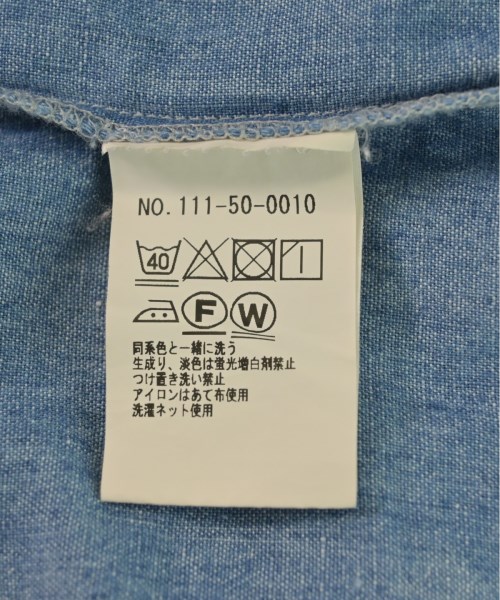 NO. 111-50-0010
40
F W
同系色と一緒に洗う
生成り、淡色は蛍光増白剤禁止
つけ置き洗い禁止
アイロンはあて布使用
洗濯ネット使用